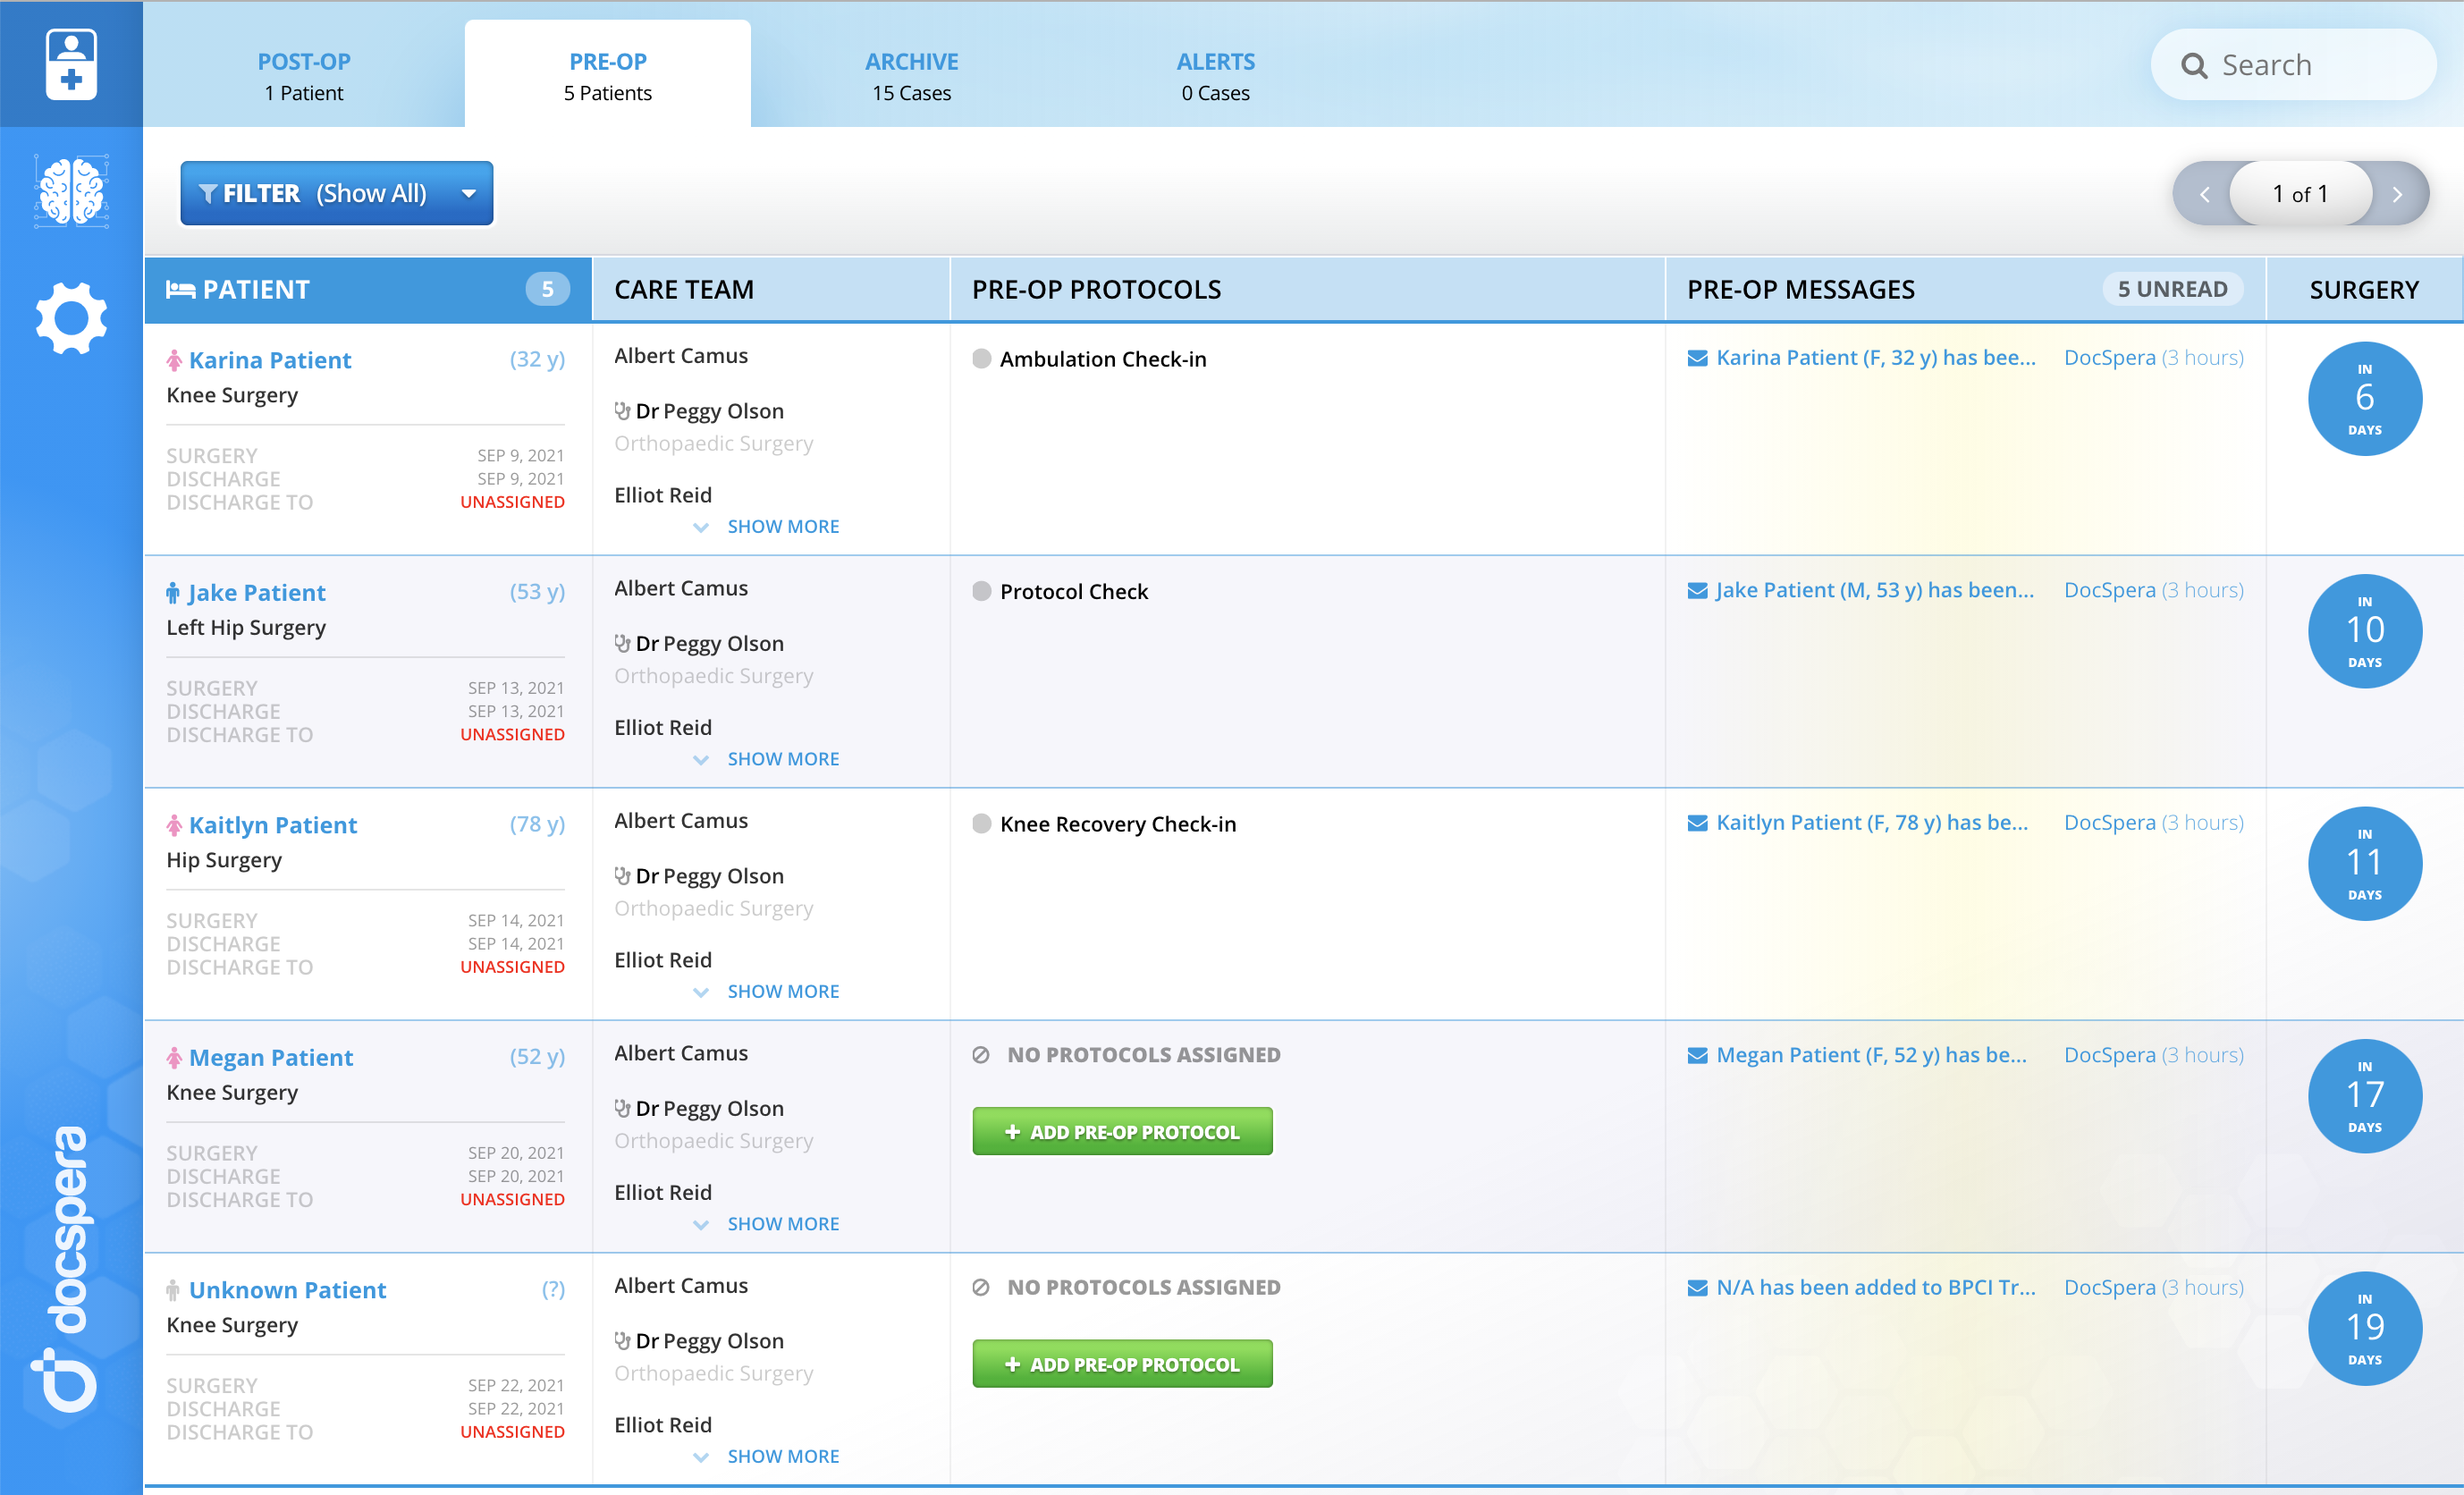 POST-OP
1 Patient
PRE-OP
5 Patients
ARCHIVE
15 Cases
ALERTS
0 Cases
Search
FILTER (Show All)
1 of 1
PATIENT 5
CARE TEAM
PRE-OP PROTOCOLS
PRE-OP MESSAGES 5 UNREAD
SURGERY
Karina Patient (32 y)
Knee Surgery
SURGERY SEP 9, 2021
DISCHARGE SEP 9, 2021
DISCHARGE TO UNASSIGNED
Albert Camus
Dr Peggy Olson
Orthopaedic Surgery
Elliot Reid
SHOW MORE
Ambulation Check-in
Karina Patient (F, 32 y) has bee... DocSpera (3 hours)
IN
6
DAYS
Jake Patient (53 y)
Left Hip Surgery
SURGERY SEP 13, 2021
DISCHARGE SEP 13, 2021
DISCHARGE TO UNASSIGNED
Albert Camus
Dr Peggy Olson
Orthopaedic Surgery
Elliot Reid
SHOW MORE
Protocol Check
Jake Patient (M, 53 y) has been... DocSpera (3 hours)
IN
10
DAYS
Kaitlyn Patient (78 y)
Hip Surgery
SURGERY SEP 14, 2021
DISCHARGE SEP 14, 2021
DISCHARGE TO UNASSIGNED
Albert Camus
Dr Peggy Olson
Orthopaedic Surgery
Elliot Reid
SHOW MORE
Knee Recovery Check-in
Kaitlyn Patient (F, 78 y) has be... DocSpera (3 hours)
IN
11
DAYS
Megan Patient (52 y)
Knee Surgery
SURGERY SEP 20, 2021
DISCHARGE SEP 20, 2021
DISCHARGE TO UNASSIGNED
Albert Camus
Dr Peggy Olson
Orthopaedic Surgery
Elliot Reid
SHOW MORE
NO PROTOCOLS ASSIGNED
+ ADD PRE-OP PROTOCOL
Megan Patient (F, 52 y) has be... DocSpera (3 hours)
IN
17
DAYS
Unknown Patient (?)
Knee Surgery
SURGERY SEP 22, 2021
DISCHARGE SEP 22, 2021
DISCHARGE TO UNASSIGNED
Albert Camus
Dr Peggy Olson
Orthopaedic Surgery
Elliot Reid
SHOW MORE
NO PROTOCOLS ASSIGNED
+ ADD PRE-OP PROTOCOL
N/A has been added to BPCI Tr... DocSpera (3 hours)
IN
19
DAYS
docspera